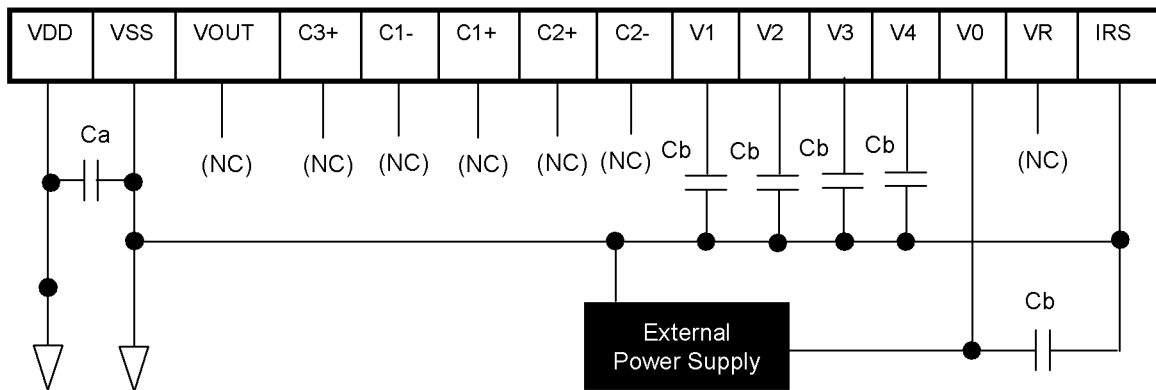 VDD VSS VOUT C3+ C1- C1+ C2+ C2- V1 V2 V3 V4 V0 VR IRS
Ca
(NC) (NC) (NC) (NC) (NC) (NC) Cb Cb Cb Cb (NC)
Cb
External
Power Supply